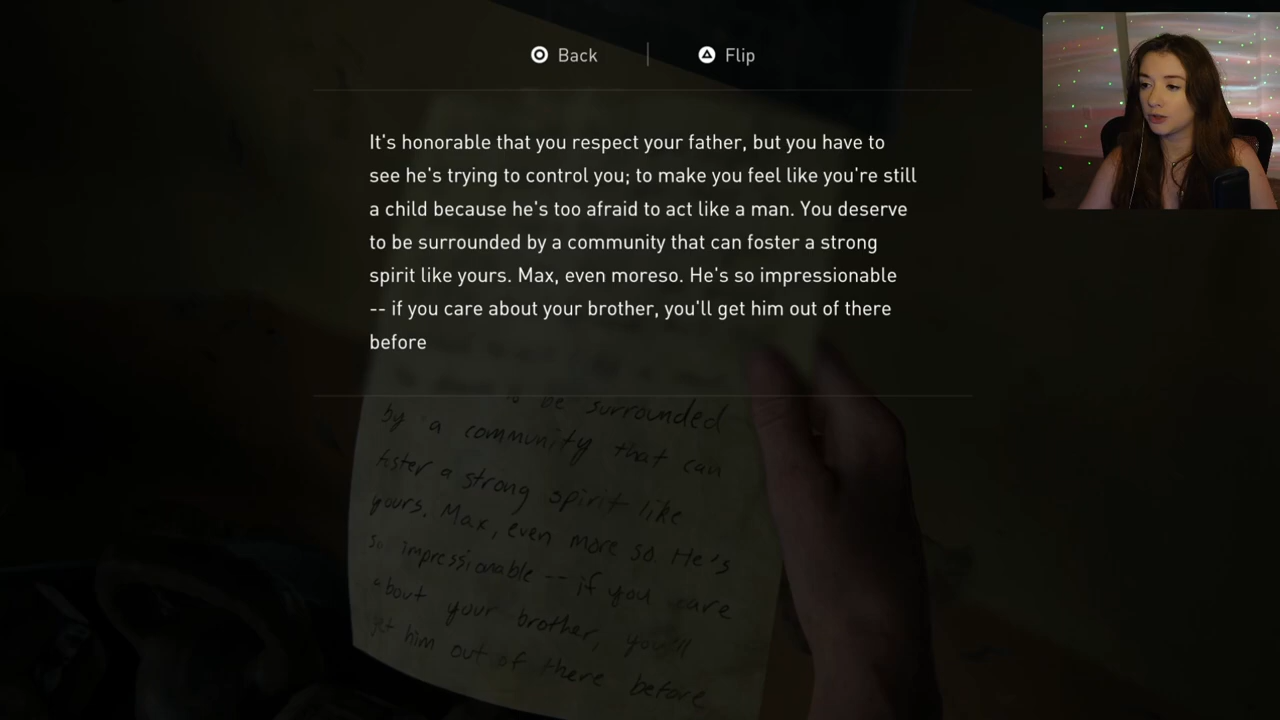 Back
Flip
It's honorable that you respect your father, but you have to
see he's trying to control you; to make you feel like you're still
a child because he's too afraid to act like a man. You deserve
to be surrounded by a community that can foster a strong
spirit like yours. Max, even moreso. He's so impressionable
-- if you care about your brother, you'll get him out of there
before
to be surrounded
by a community that can
foster a strong spirit like
yours. Max, even more so. He's
so impressionable -- if you care
about your brother, you'll
get him out of there before